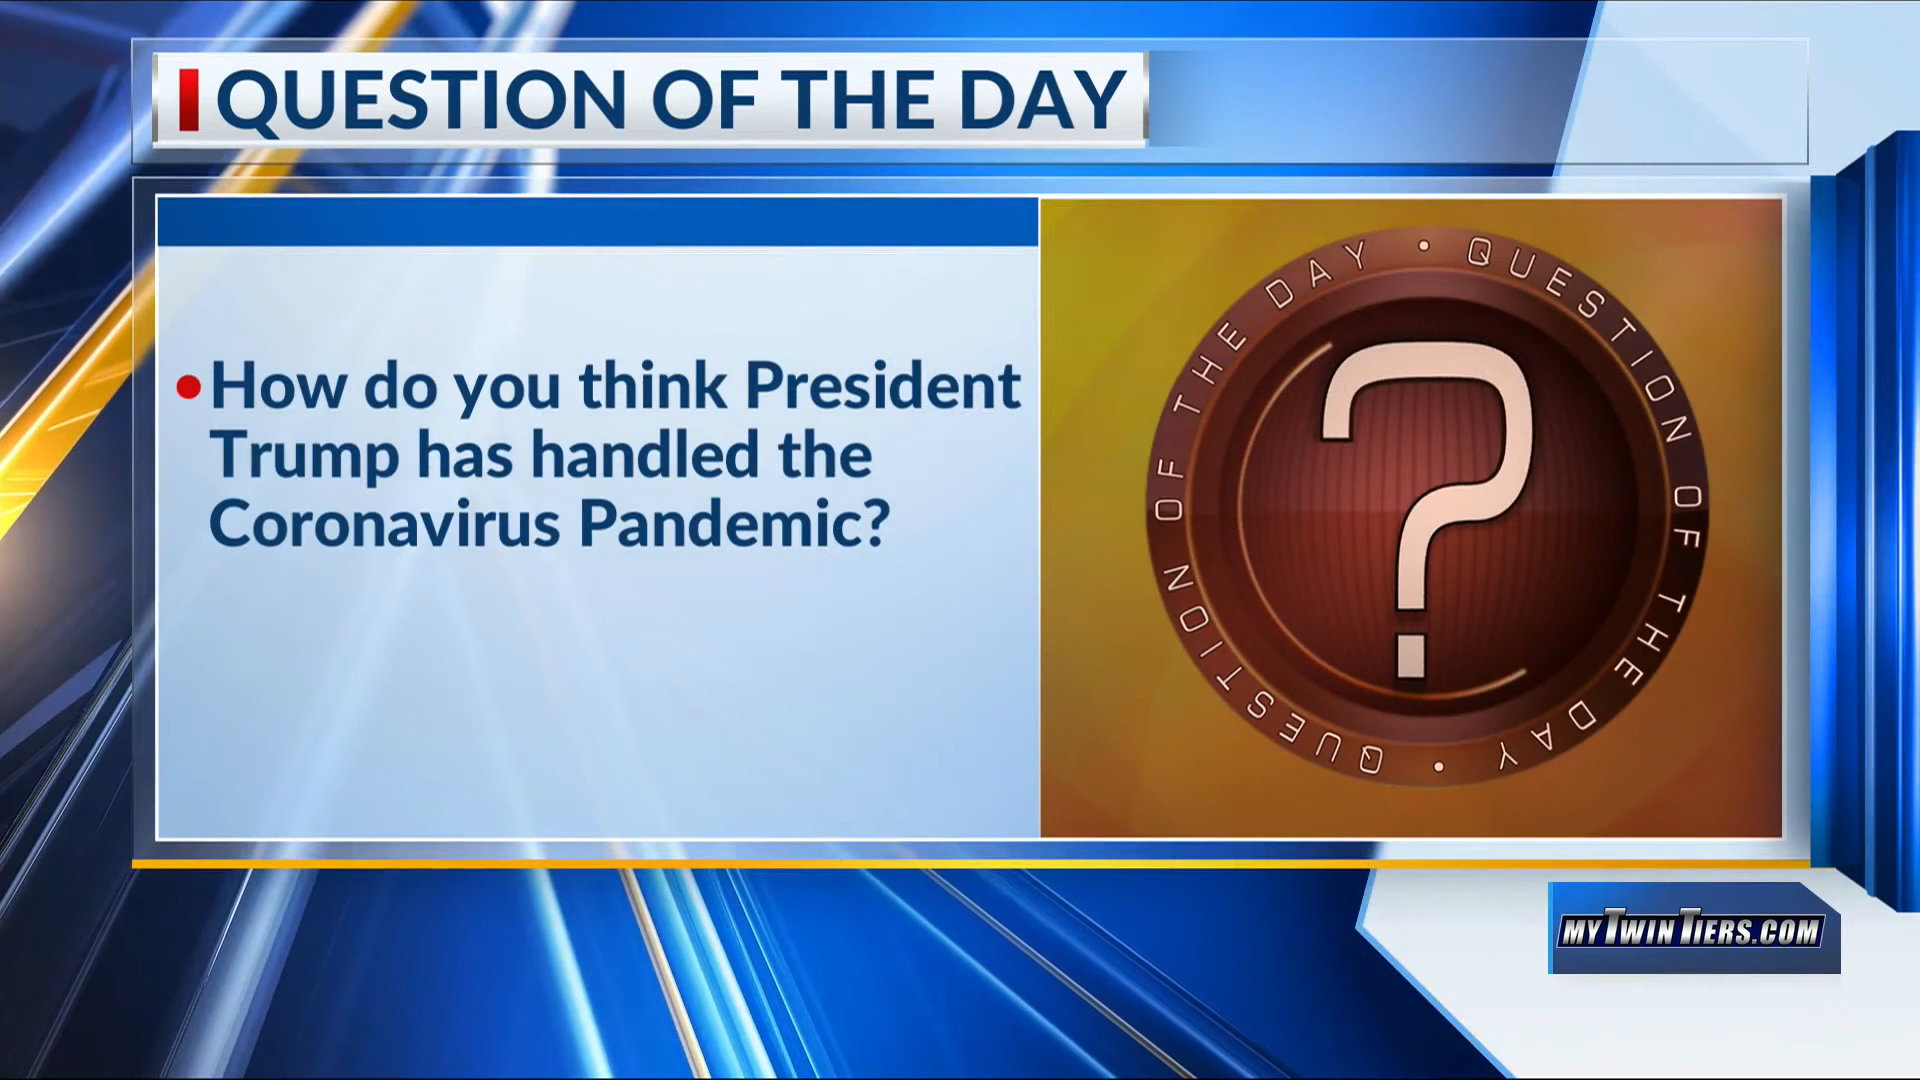 QUESTION OF THE DAY
How do you think President
Trump has handled the
Coronavirus Pandemic?
QUESTION OF THE DAY • QUESTION OF THE DAY •
?
MYTWINTIERS.COM